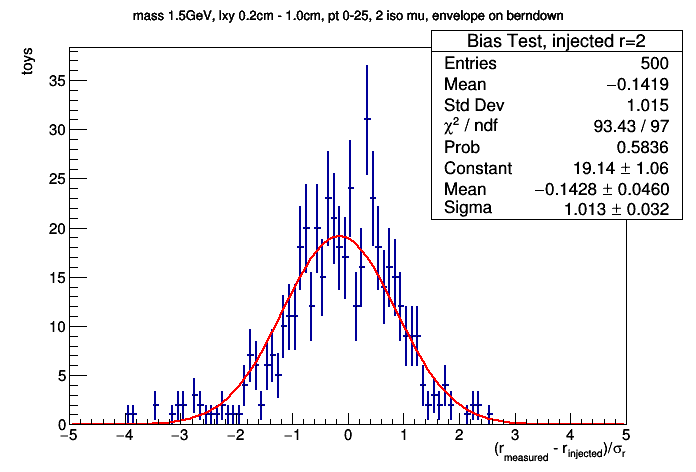 mass 1.5GeV, lxy 0.2cm - 1.0cm, pt 0-25, 2 iso mu, envelope on berndown
toys
Bias Test, injected r=2
Entries 500
Mean −0.1419
Std Dev 1.015
χ² / ndf 93.43 / 97
Prob 0.5836
Constant 19.14 ± 1.06
Mean −0.1428 ± 0.0460
Sigma 1.013 ± 0.032
35
30
25
20
15
10
5
0
−5 −4 −3 −2 −1 0 1 2 3 4 5
(r_measured - r_injected)/σ_r